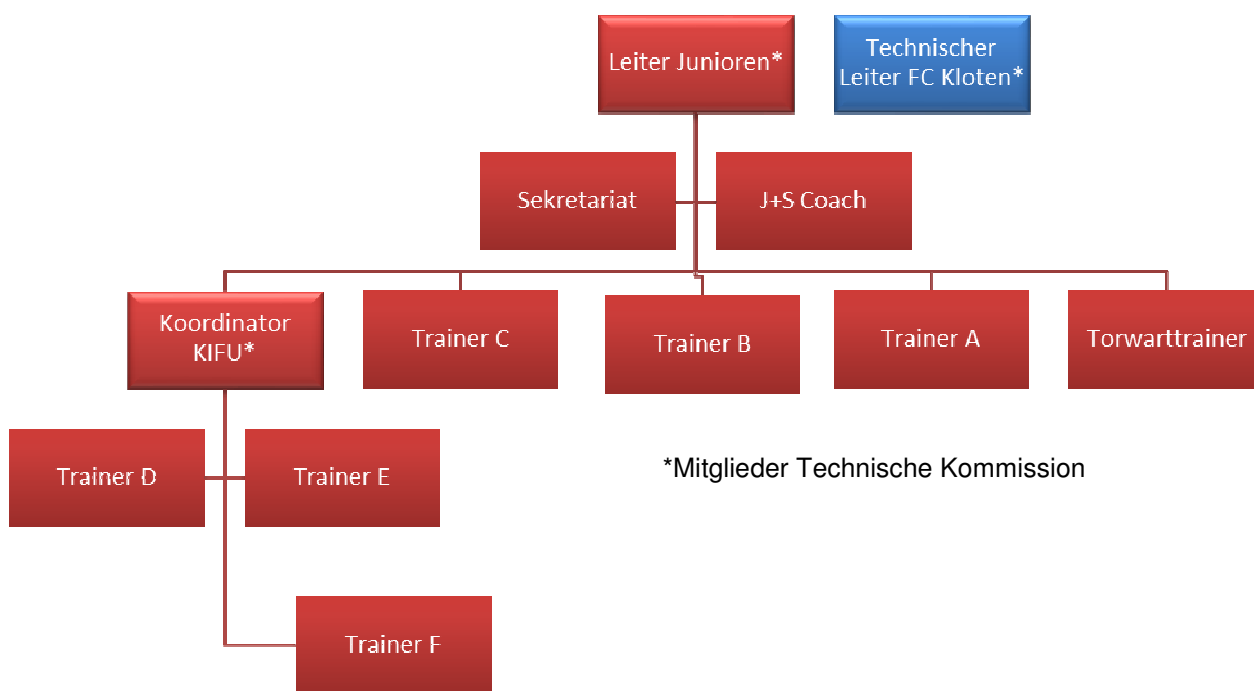 Leiter Junioren*
Technischer
Leiter FC Kloten*
Sekretariat
J+S Coach
Koordinator
KIFU*
Trainer C
Trainer B
Trainer A
Torwarttrainer
Trainer D
Trainer E
*Mitglieder Technische Kommission
Trainer F